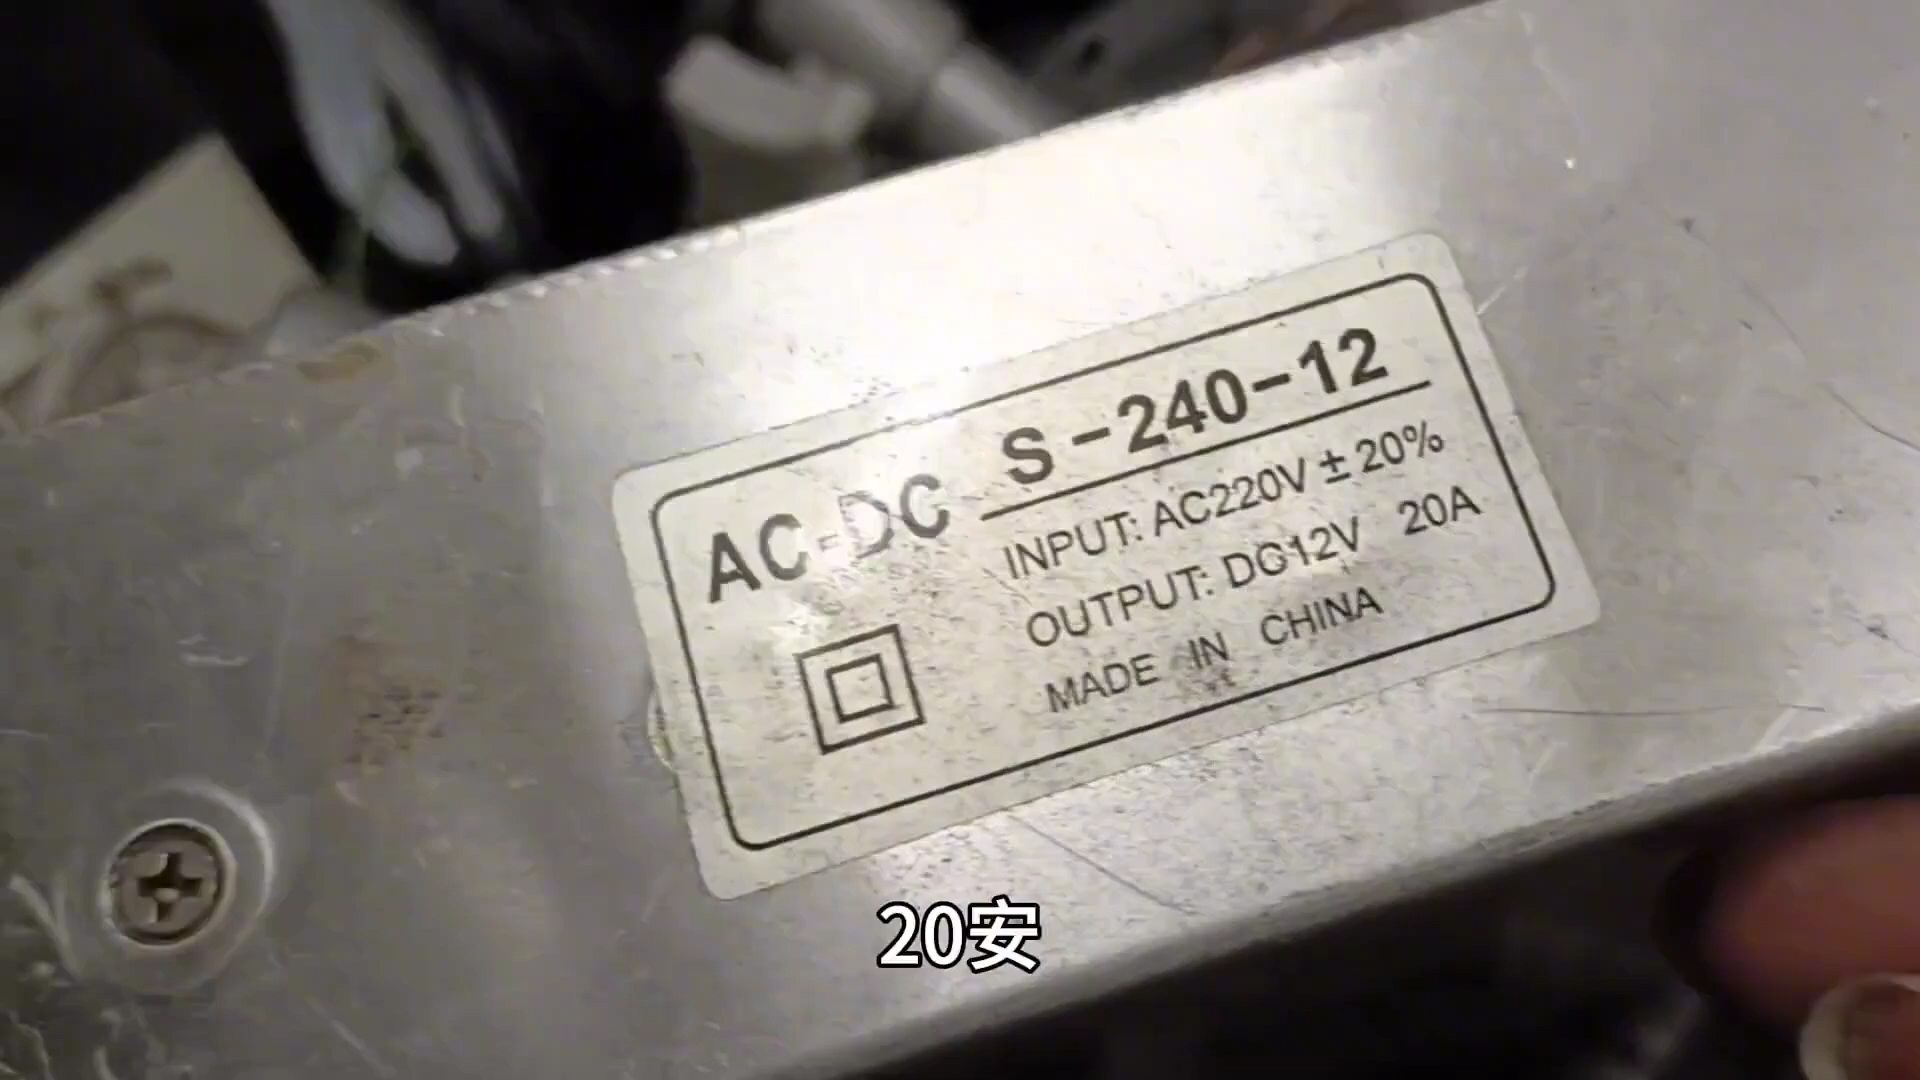 AC-DC S-240-12
INPUT: AC220V ± 20%
OUTPUT: DC12V 20A
MADE IN CHINA
20安